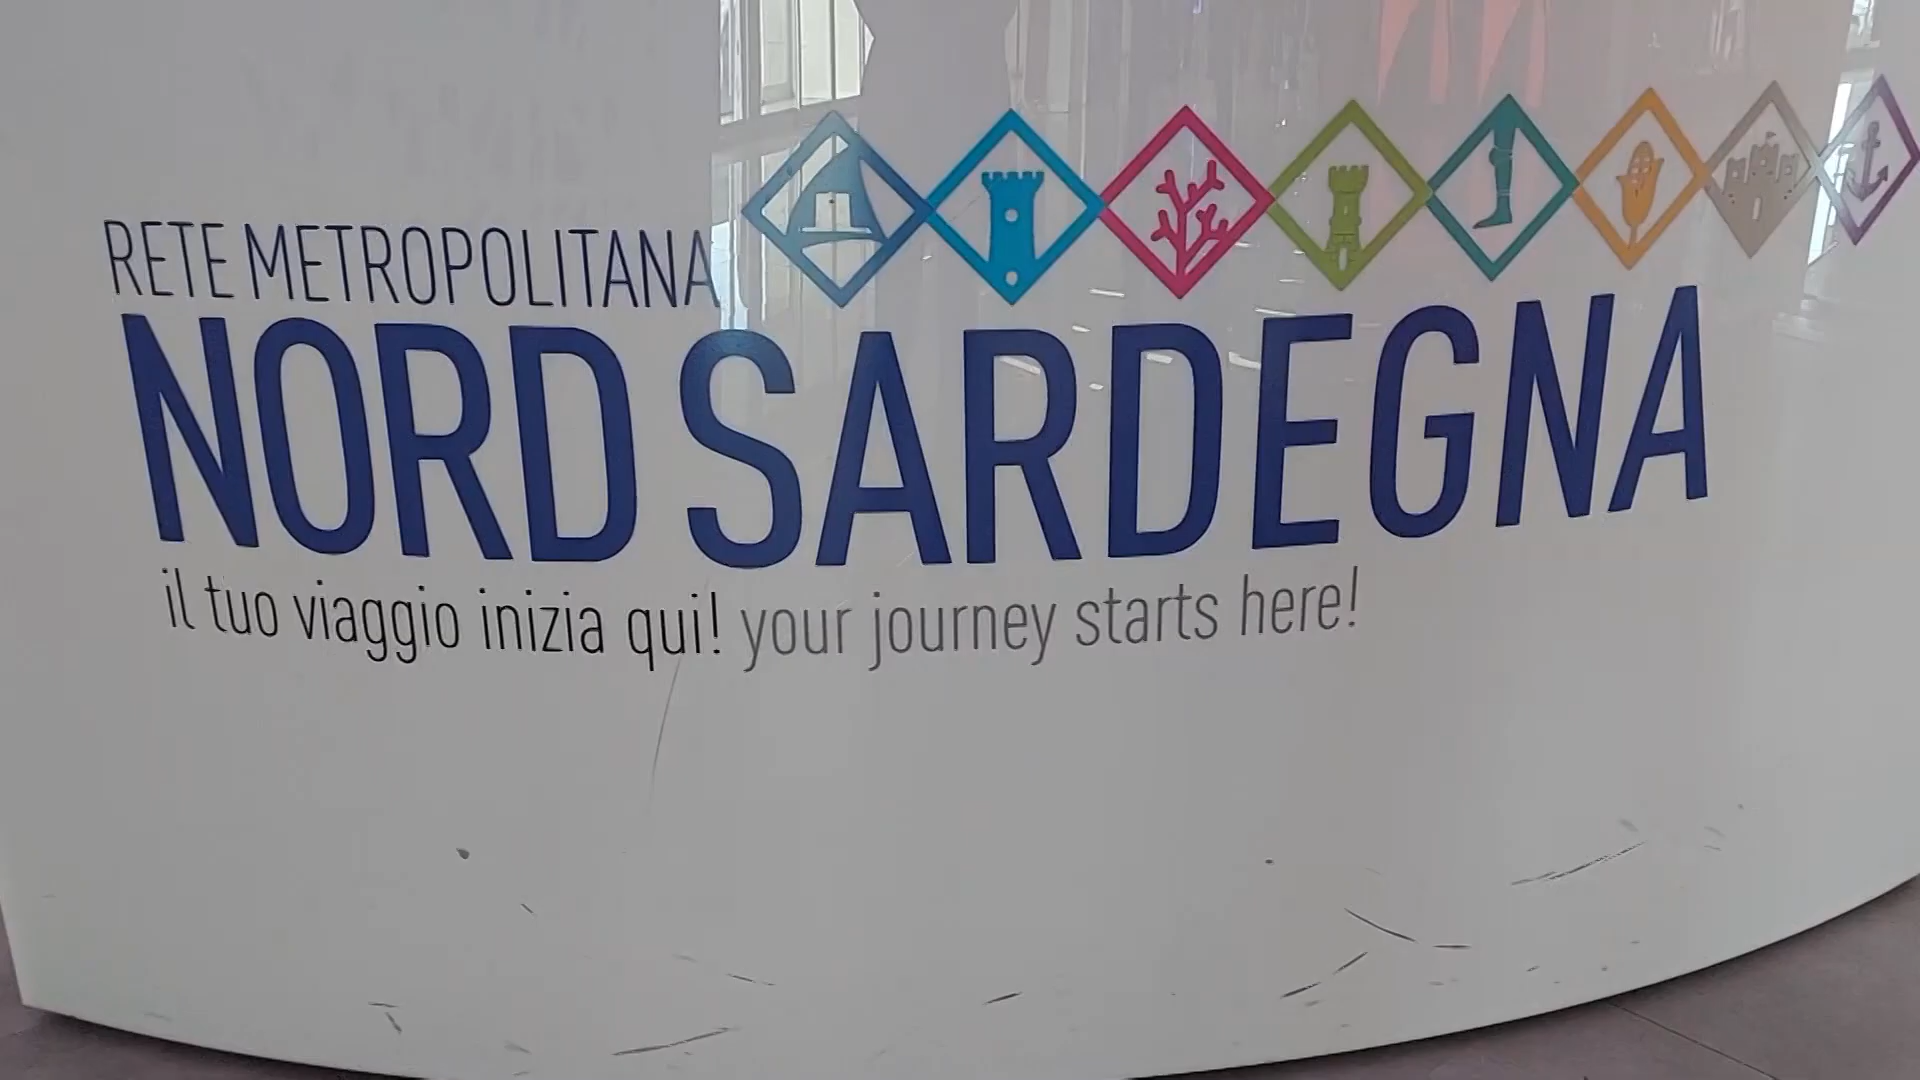 RETE METROPOLITANA
NORD SARDEGNA
il tuo viaggio inizia qui! your journey starts here!